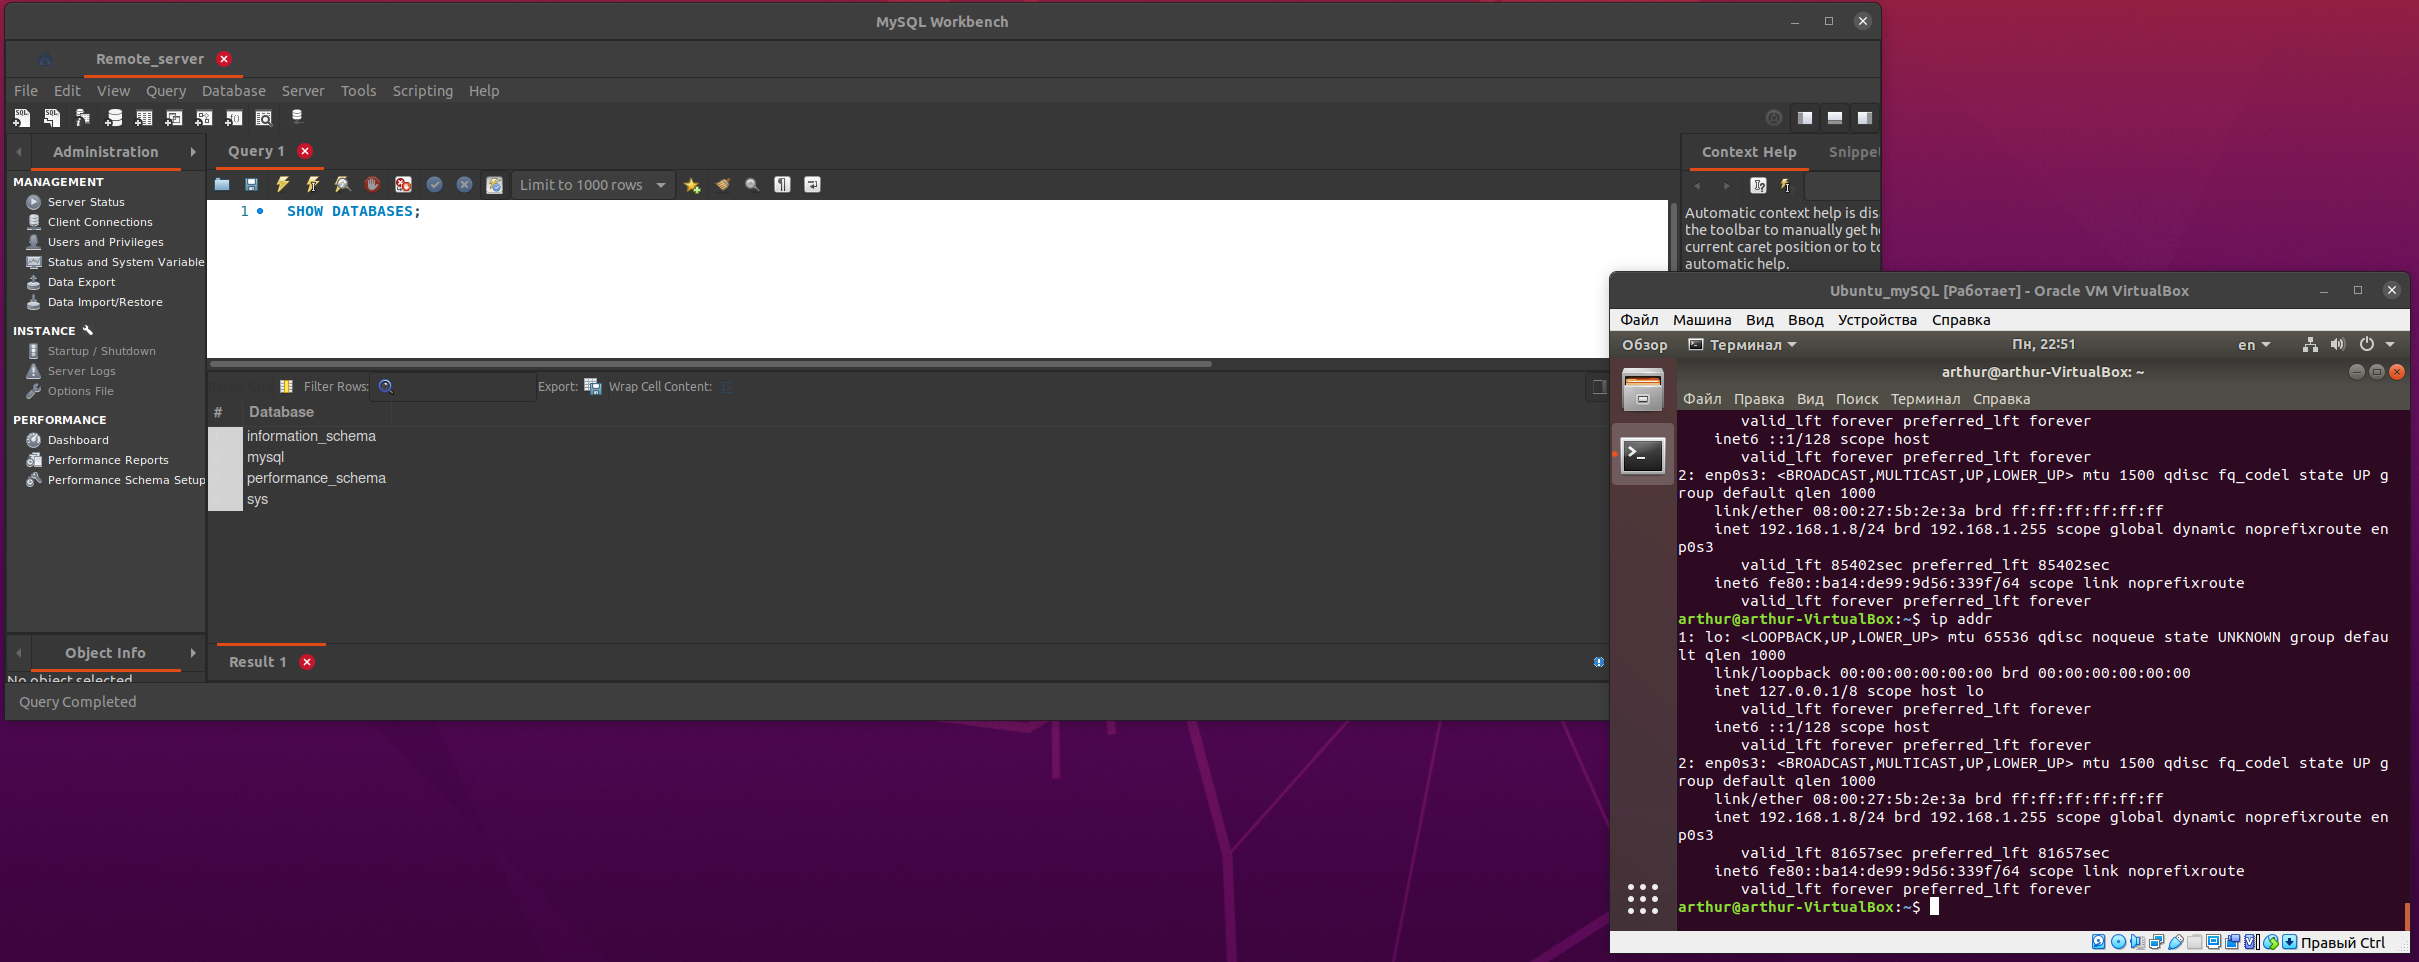 MySQL Workbench
Remote_server
File Edit View Query Database Server Tools Scripting Help
Administration
MANAGEMENT
Server Status
Client Connections
Users and Privileges
Status and System Variable
Data Export
Data Import/Restore
INSTANCE
Startup / Shutdown
Server Logs
Options File
PERFORMANCE
Dashboard
Performance Reports
Performance Schema Setup
Object Info
No object selected
Query Completed
Query 1
Limit to 1000 rows
1 SHOW DATABASES;
Filter Rows: Export: Wrap Cell Content:
# Database
information_schema
mysql
performance_schema
sys
Result 1
Context Help Snippet
Automatic context help is dis
the toolbar to manually get he
current caret position or to to
automatic help.
Ubuntu_mySQL [Работает] - Oracle VM VirtualBox
Файл Машина Вид Ввод Устройства Справка
Обзор Терминал Пн, 22:51 en
arthur@arthur-VirtualBox: ~
Файл Правка Вид Поиск Терминал Справка
valid_lft forever preferred_lft forever
inet6 ::1/128 scope host
valid_lft forever preferred_lft forever
2: enp0s3: <BROADCAST,MULTICAST,UP,LOWER_UP> mtu 1500 qdisc fq_codel state UP g
roup default qlen 1000
link/ether 08:00:27:5b:2e:3a brd ff:ff:ff:ff:ff:ff
inet 192.168.1.8/24 brd 192.168.1.255 scope global dynamic noprefixroute en
p0s3
valid_lft 85402sec preferred_lft 85402sec
inet6 fe80::ba14:de99:9d56:339f/64 scope link noprefixroute
valid_lft forever preferred_lft forever
arthur@arthur-VirtualBox:~$ ip addr
1: lo: <LOOPBACK,UP,LOWER_UP> mtu 65536 qdisc noqueue state UNKNOWN group defau
lt qlen 1000
link/loopback 00:00:00:00:00:00 brd 00:00:00:00:00:00
inet 127.0.0.1/8 scope host lo
valid_lft forever preferred_lft forever
inet6 ::1/128 scope host
valid_lft forever preferred_lft forever
2: enp0s3: <BROADCAST,MULTICAST,UP,LOWER_UP> mtu 1500 qdisc fq_codel state UP g
roup default qlen 1000
link/ether 08:00:27:5b:2e:3a brd ff:ff:ff:ff:ff:ff
inet 192.168.1.8/24 brd 192.168.1.255 scope global dynamic noprefixroute en
p0s3
valid_lft 81657sec preferred_lft 81657sec
inet6 fe80::ba14:de99:9d56:339f/64 scope link noprefixroute
valid_lft forever preferred_lft forever
arthur@arthur-VirtualBox:~$
Правый Ctrl